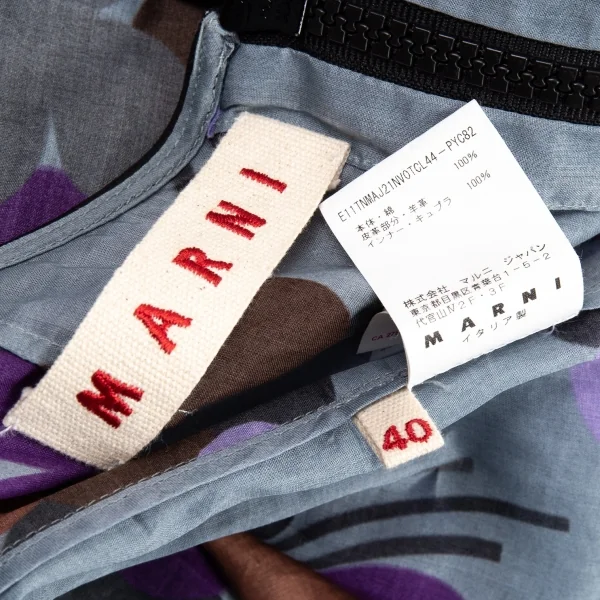 MARNI
E11TNMAJ21NV0TCL44-PYC82
本体・綿 100%
皮革部分・羊革 100%
インナー・キュプラ
株式会社 マルニ ジャパン
東京都目黒区青葉台1-5-2
代官山Ⅳ2F・3F
MARNI
イタリア製
40